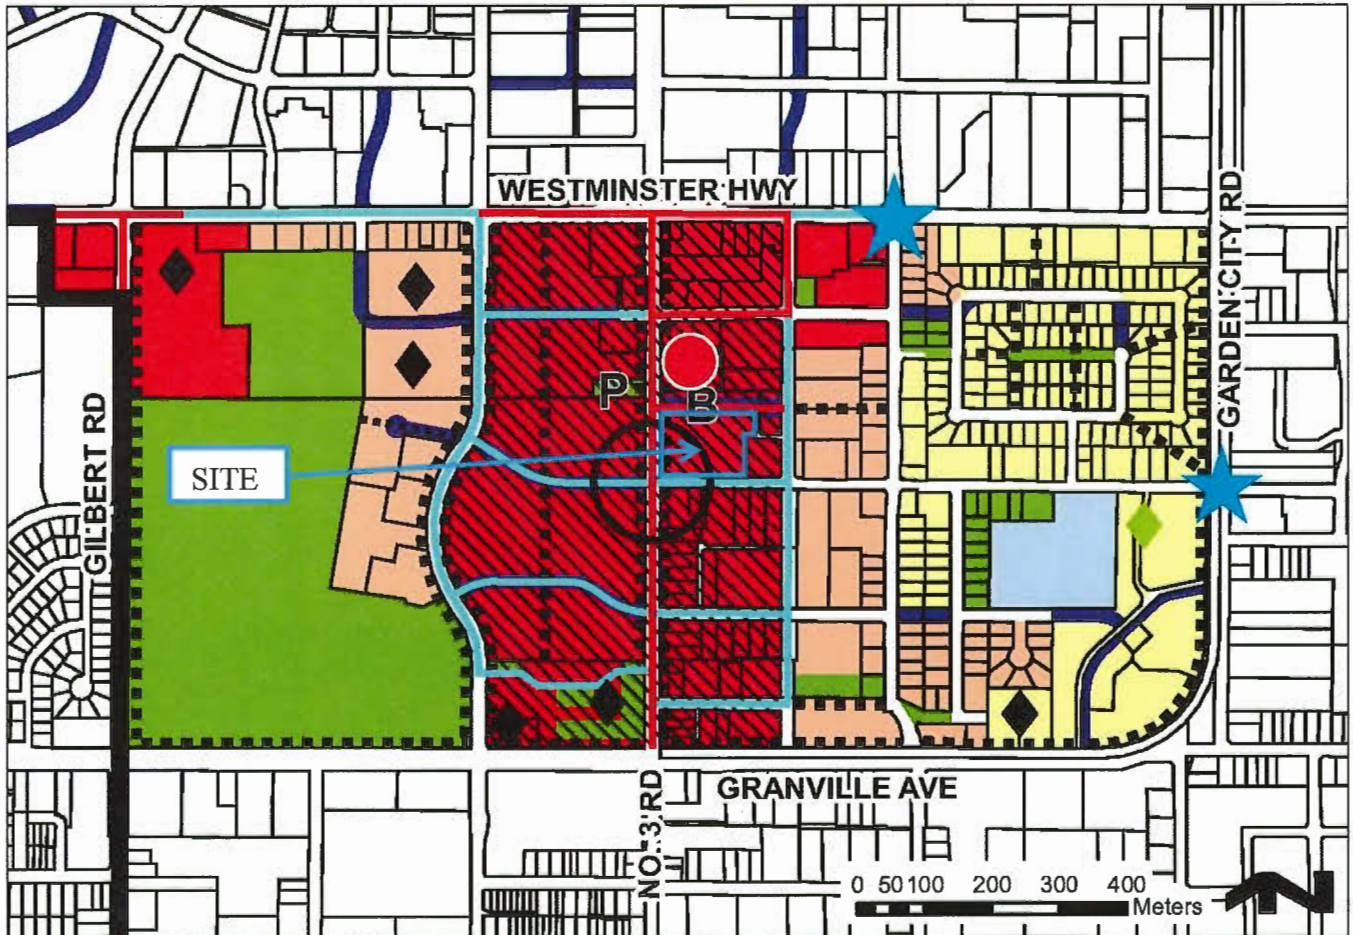 WESTMINSTER HWY
GARDEN CITY RD
P
B
GILBERT RD
SITE
NO. 3 RD
GRANVILLE AVE
0 50 100 200 300 400
Meters